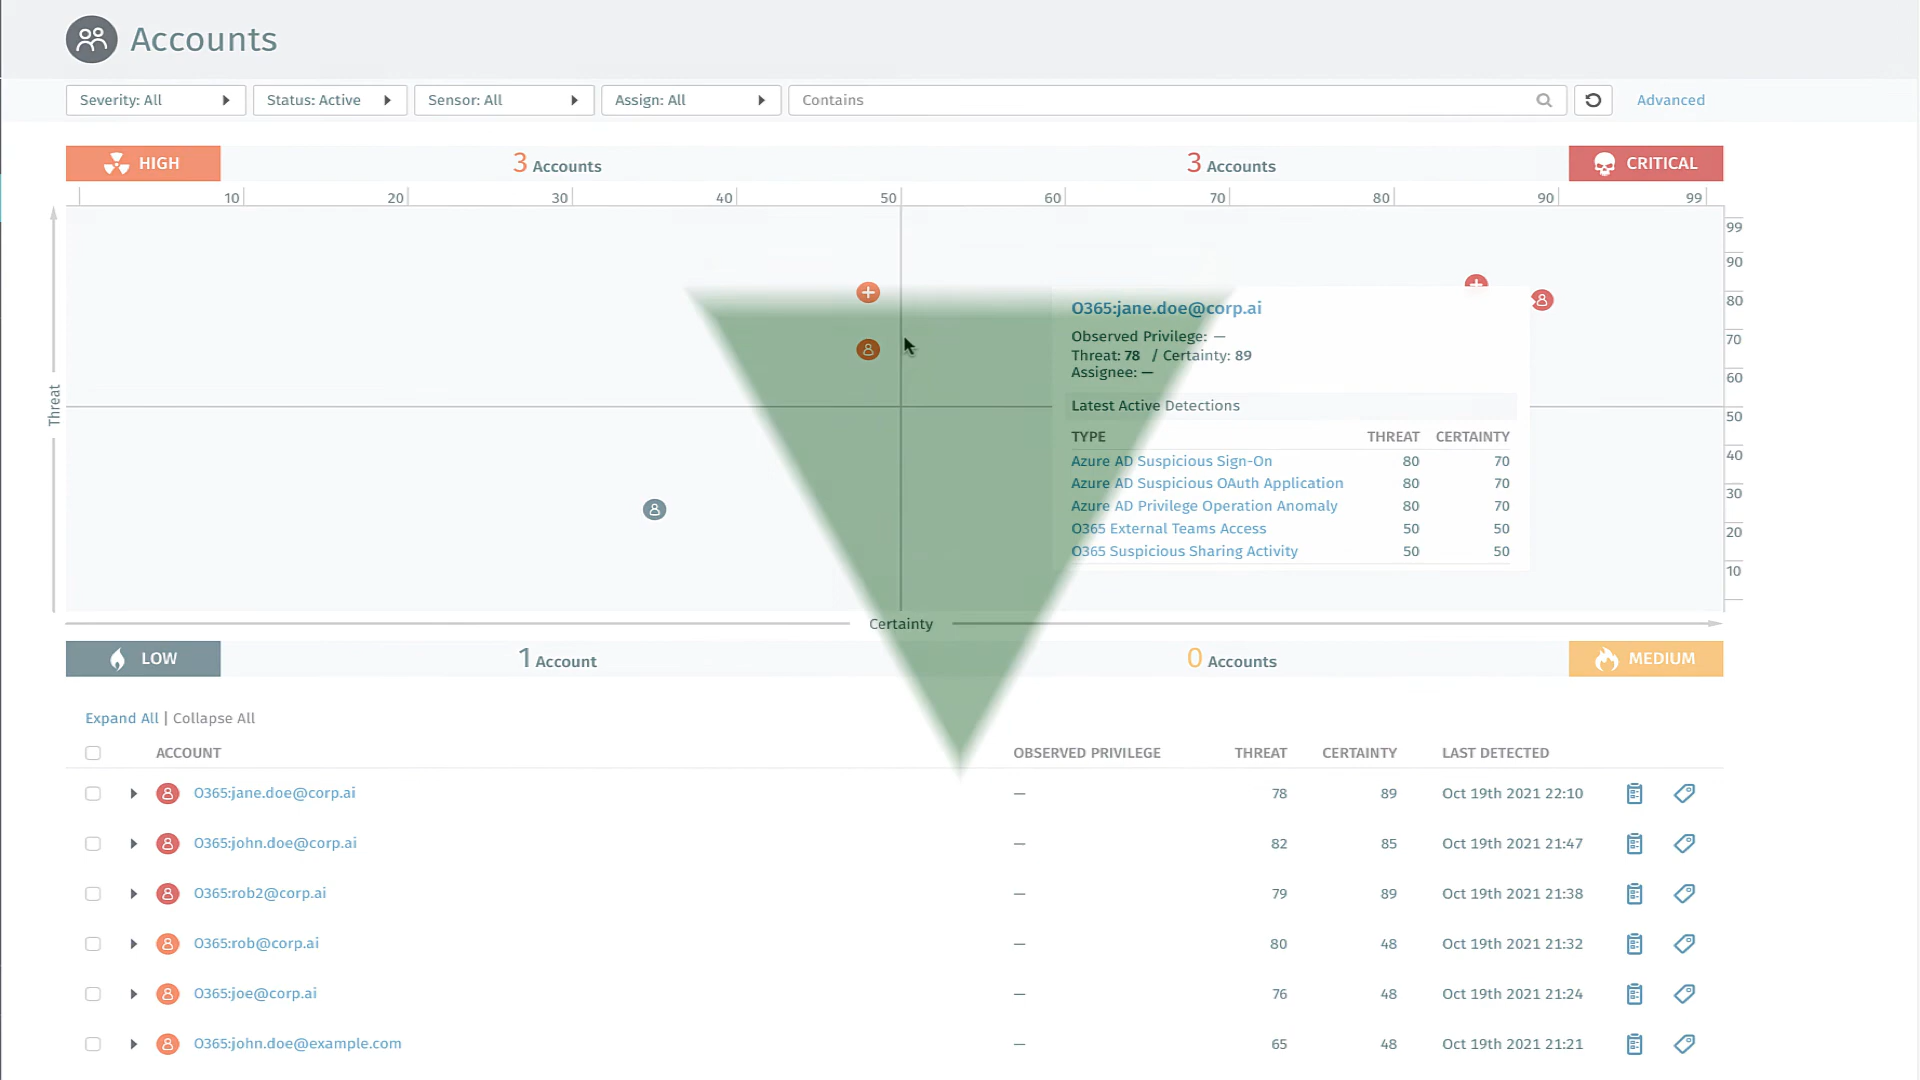 Accounts
Severity: All Status: Active Sensor: All Assign: All Contains Advanced
HIGH 3 Accounts 3 Accounts CRITICAL
10 20 30 40 50 60 70 80 90 99
99
90
80
70
60
50
40
30
20
10
Threat
O365:jane.doe@corp.ai
Observed Privilege: —
Threat: 78 / Certainty: 89
Assignee: —
Latest Active Detections
TYPE THREAT CERTAINTY
Azure AD Suspicious Sign-On 80 70
Azure AD Suspicious OAuth Application 80 70
Azure AD Privilege Operation Anomaly 80 70
O365 External Teams Access 50 50
O365 Suspicious Sharing Activity 50 50
Certainty
LOW 1 Account 0 Accounts MEDIUM
Expand All | Collapse All
ACCOUNT OBSERVED PRIVILEGE THREAT CERTAINTY LAST DETECTED
O365:jane.doe@corp.ai — 78 89 Oct 19th 2021 22:10
O365:john.doe@corp.ai — 82 85 Oct 19th 2021 21:47
O365:rob2@corp.ai — 79 89 Oct 19th 2021 21:38
O365:rob@corp.ai — 80 48 Oct 19th 2021 21:32
O365:joe@corp.ai — 76 48 Oct 19th 2021 21:24
O365:john.doe@example.com — 65 48 Oct 19th 2021 21:21